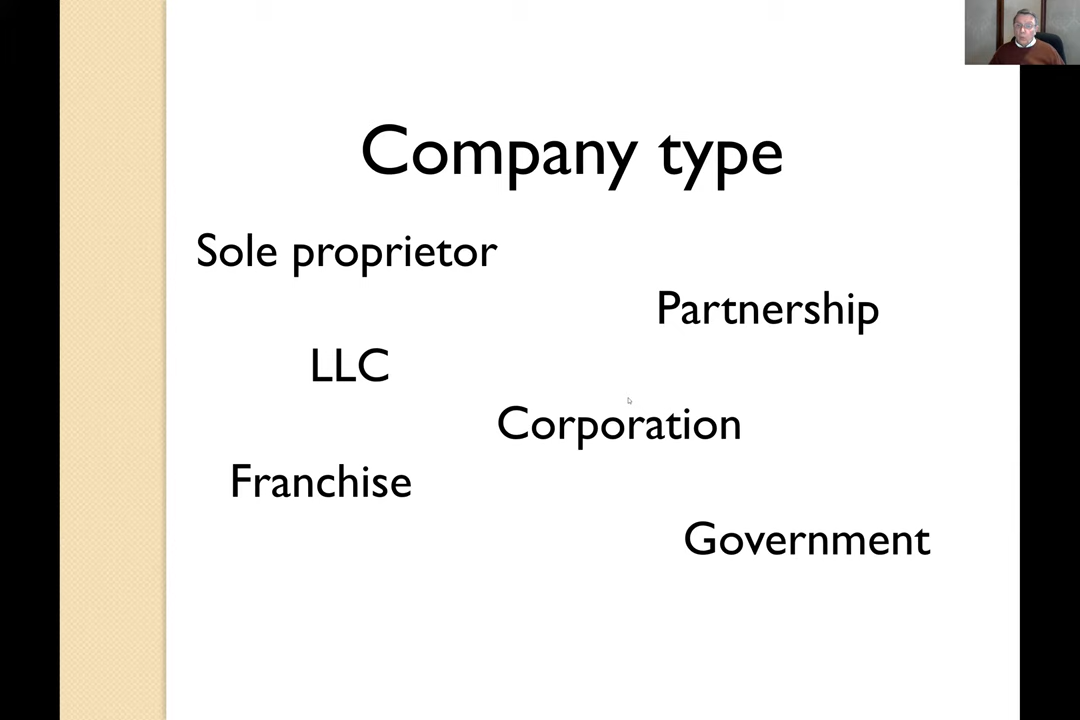 Company type
Sole proprietor
Partnership
LLC
Corporation
Franchise
Government